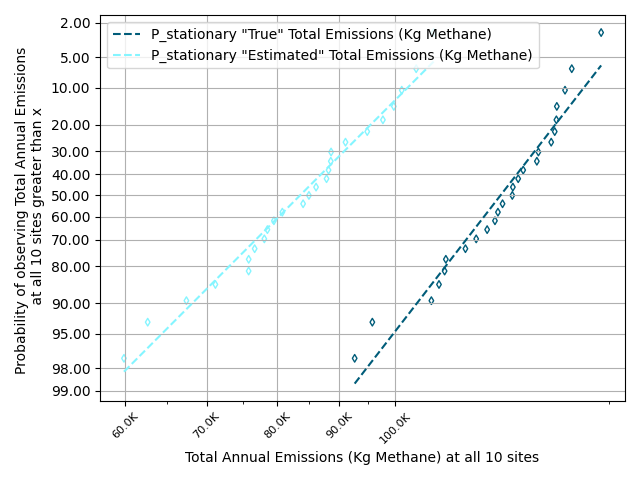 P_stationary "True" Total Emissions (Kg Methane)
P_stationary "Estimated" Total Emissions (Kg Methane)
Probability of observing Total Annual Emissions
at all 10 sites greater than x
2.00
5.00
10.00
20.00
30.00
40.00
50.00
60.00
70.00
80.00
90.00
95.00
98.00
99.00
60.0K
70.0K
80.0K
90.0K
100.0K
Total Annual Emissions (Kg Methane) at all 10 sites